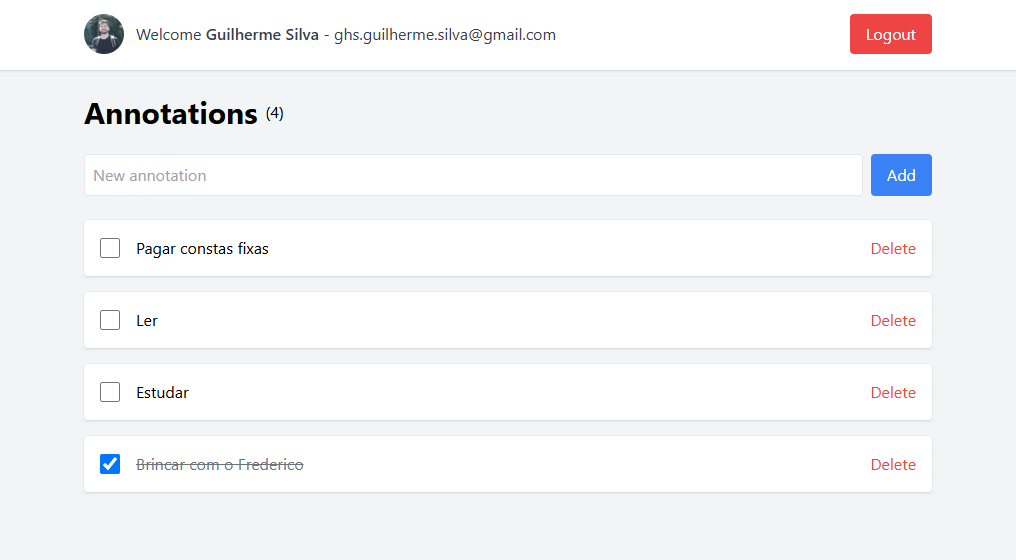 Welcome Guilherme Silva - ghs.guilherme.silva@gmail.com
Logout
Annotations (4)
New annotation
Add
Pagar constas fixas
Delete
Ler
Delete
Estudar
Delete
Brincar com o Frederico
Delete